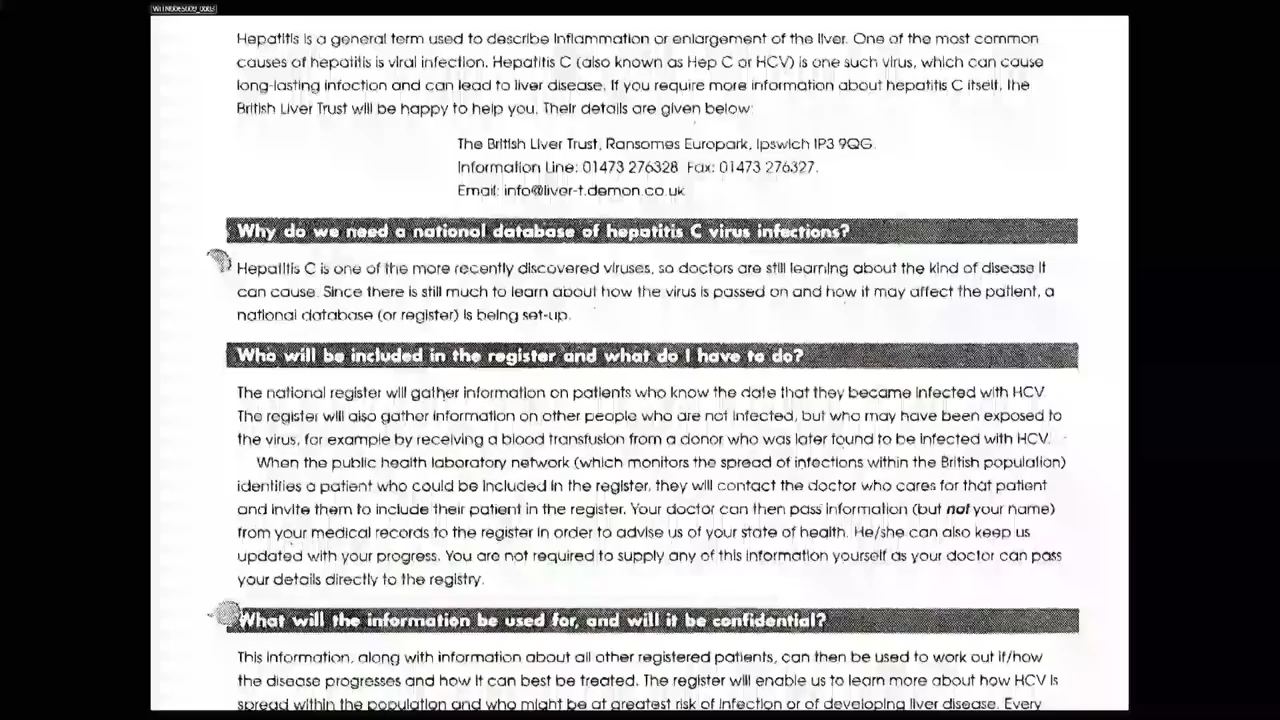 WITN0065009_0003
Hepatitis is a general term used to describe inflammation or enlargement of the liver. One of the most common
causes of hepatitis is viral infection. Hepatitis C (also known as Hep C or HCV) is one such virus, which can cause
long-lasting infection and can lead to liver disease. If you require more information about hepatitis C itself, the
British Liver Trust will be happy to help you. Their details are given below:
The British Liver Trust, Ransomes Europark, Ipswich IP3 9QG.
Information Line: 01473 276328 Fax: 01473 276327.
Email: info@liver-t.demon.co.uk
Why do we need a national database of hepatitis C virus infections?
Hepatitis C is one of the more recently discovered viruses, so doctors are still learning about the kind of disease it
can cause. Since there is still much to learn about how the virus is passed on and how it may affect the patient, a
national database (or register) is being set-up.
Who will be included in the register and what do I have to do?
The national register will gather information on patients who know the date that they became infected with HCV.
The register will also gather information on other people who are not infected, but who may have been exposed to
the virus, for example by receiving a blood transfusion from a donor who was later found to be infected with HCV.
When the public health laboratory network (which monitors the spread of infections within the British population)
identifies a patient who could be included in the register, they will contact the doctor who cares for that patient
and invite them to include their patient in the register. Your doctor can then pass information (but not your name)
from your medical records to the register in order to advise us of your state of health. He/she can also keep us
updated with your progress. You are not required to supply any of this information yourself as your doctor can pass
your details directly to the registry.
What will the information be used for, and will it be confidential?
This information, along with information about all other registered patients, can then be used to work out if/how
the disease progresses and how it can best be treated. The register will enable us to learn more about how HCV is
spread within the population and who might be at greatest risk of infection or of developing liver disease. Every